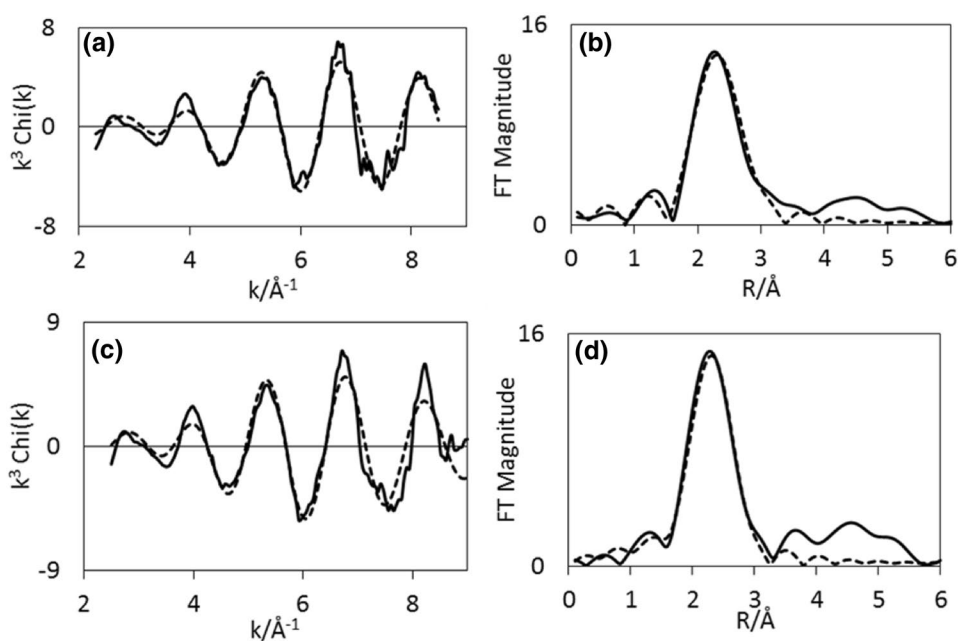 (a)
8
0
-8
k³ Chi(k)
2 4 6 8
k/Å⁻¹
(b)
16
0
FT Magnitude
0 1 2 3 4 5 6
R/Å
(c)
9
0
-9
k³ Chi(k)
2 4 6 8
k/Å⁻¹
(d)
16
0
FT Magnitude
0 1 2 3 4 5 6
R/Å